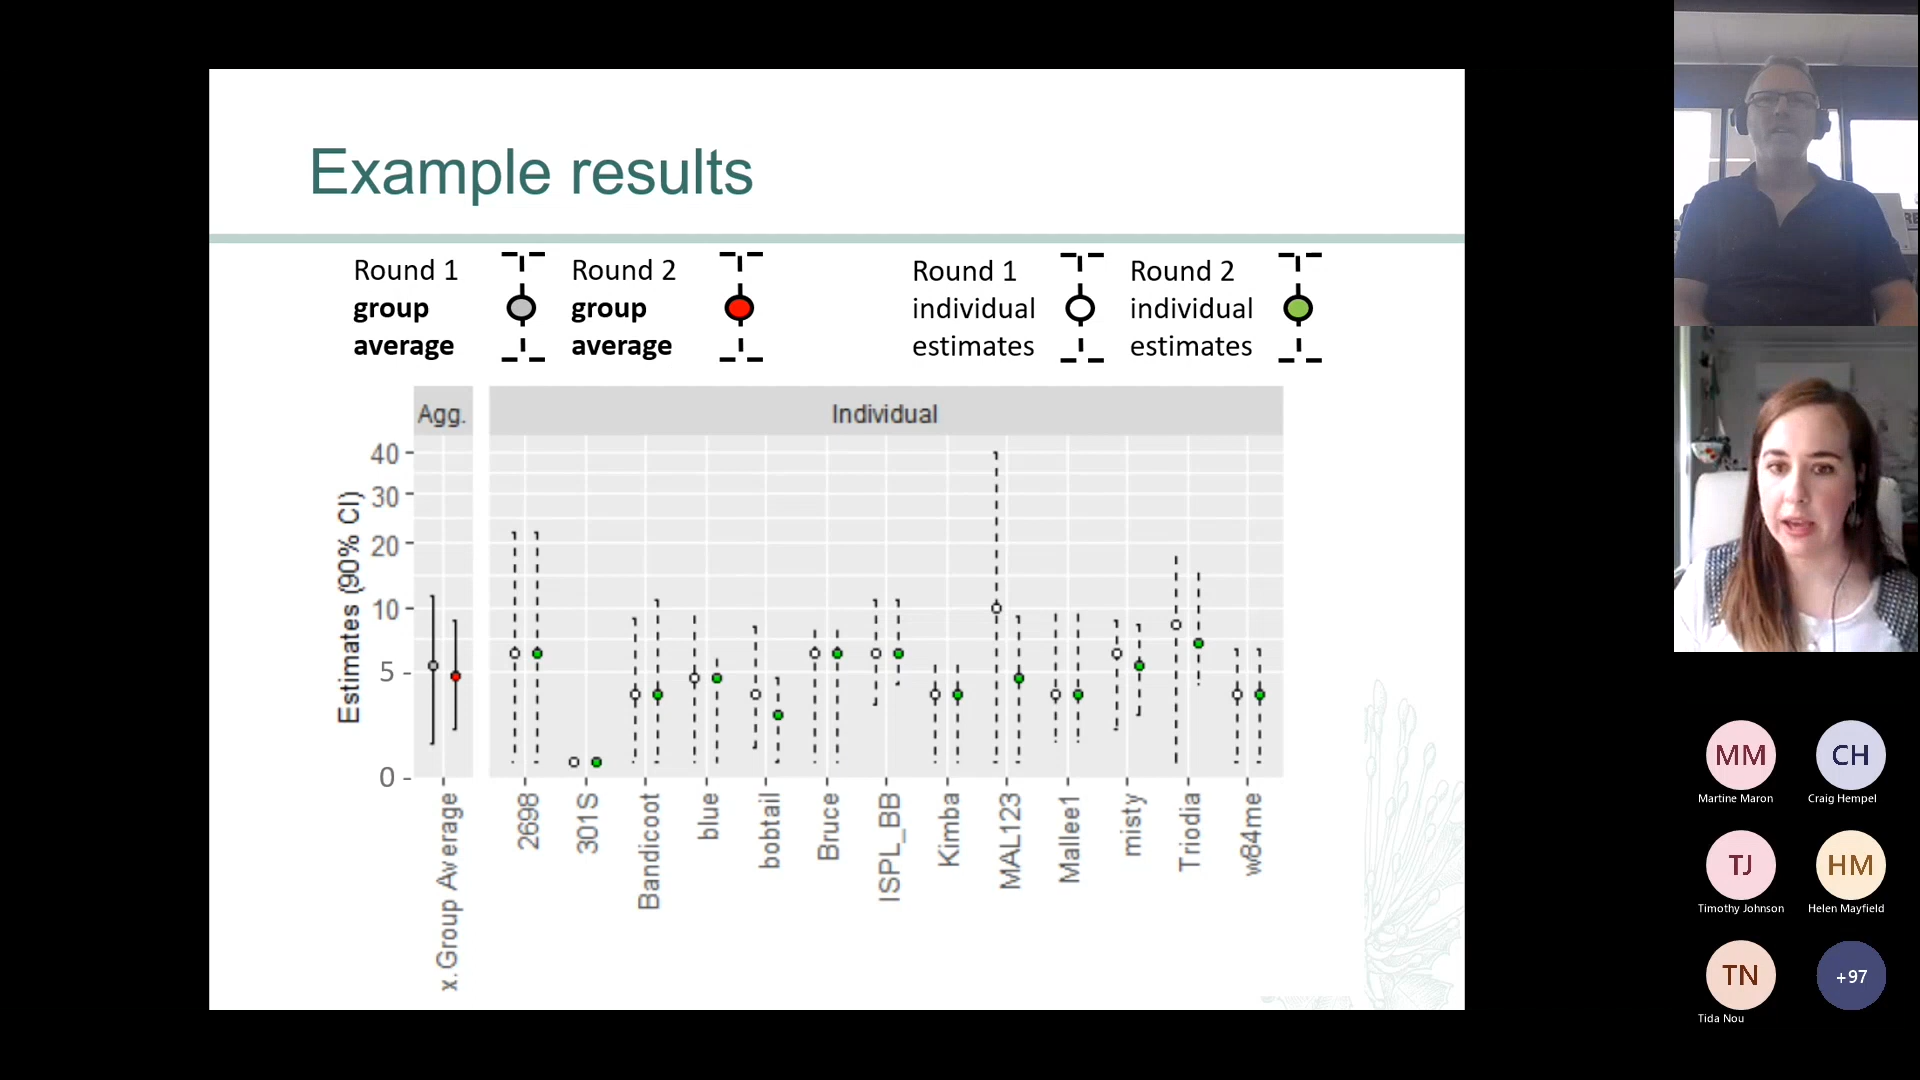 Example results
Round 1
group
average
Round 2
group
average
Round 1
individual
estimates
Round 2
individual
estimates
Agg.
Individual
Estimates (90% CI)
40
30
20
10
5
0
x.Group Average
2698
301S
Bandicoot
blue
bobtail
Bruce
ISPL_BB
Kimba
MAL123
Mallee1
misty
Triodia
w84me
MM
Martine Maron
CH
Craig Hempel
TJ
Timothy Johnson
HM
Helen Mayfield
TN
Tida Nou
+97